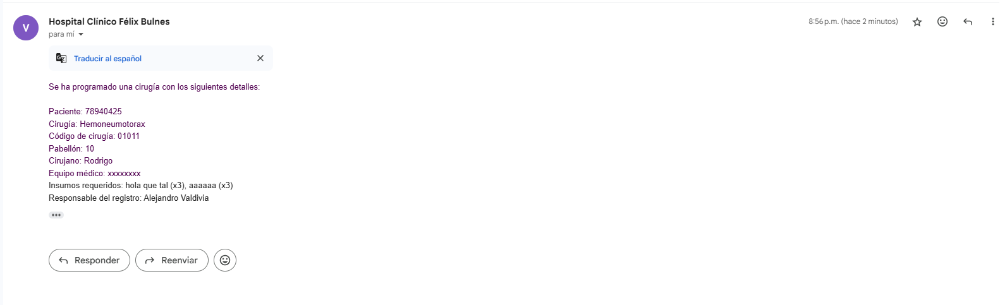 V
Hospital Clínico Félix Bulnes
8:56 p.m. (hace 2 minutos)
para mí
Traducir al español
Se ha programado una cirugía con los siguientes detalles:
Paciente: 78940425
Cirugía: Hemoneumotorax
Código de cirugía: 01011
Pabellón: 10
Cirujano: Rodrigo
Equipo médico: xxxxxxxx
Insumos requeridos: hola que tal (x3), aaaaaa (x3)
Responsable del registro: Alejandro Valdivia
Responder
Reenviar